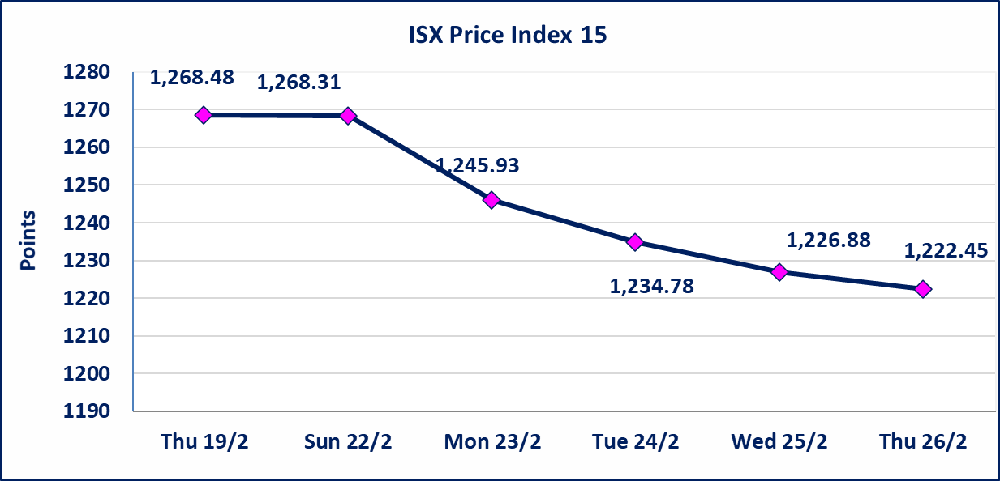 ISX Price Index 15
Points
1280
1270
1260
1250
1240
1230
1220
1210
1200
1190
1,268.48
1,268.31
1,245.93
1,234.78
1,226.88
1,222.45
Thu 19/2
Sun 22/2
Mon 23/2
Tue 24/2
Wed 25/2
Thu 26/2